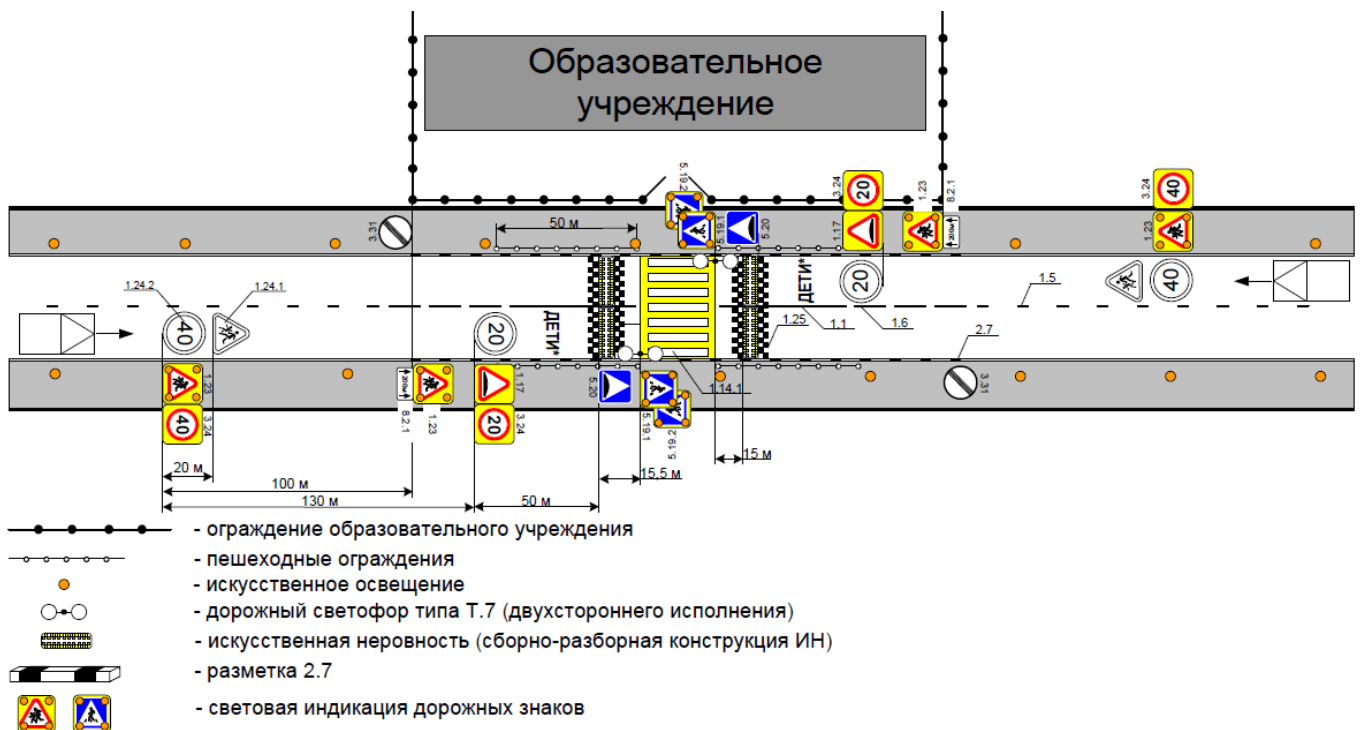 Образовательное
учреждение
5.19.2
3.24
20
1.23
8.2.1
3.24
40
3.31
50 м
5.19.1
5.20
1.17
200м
1.23
ДЕТИ*
20
40
1.24.2
1.24.1
1.5
40
20
ДЕТИ*
1.25
1.1
1.6
2.7
1.23
200м
1.17
5.20
1.14.1
3.31
40
3.24
8.2.1
1.23
20
3.24
5.19.1
5.19.2
20 м
15,5 м
15 м
100 м
130 м
50 м
- ограждение образовательного учреждения
- пешеходные ограждения
- искусственное освещение
- дорожный светофор типа Т.7 (двухстороннего исполнения)
- искусственная неровность (сборно-разборная конструкция ИН)
- разметка 2.7
- световая индикация дорожных знаков